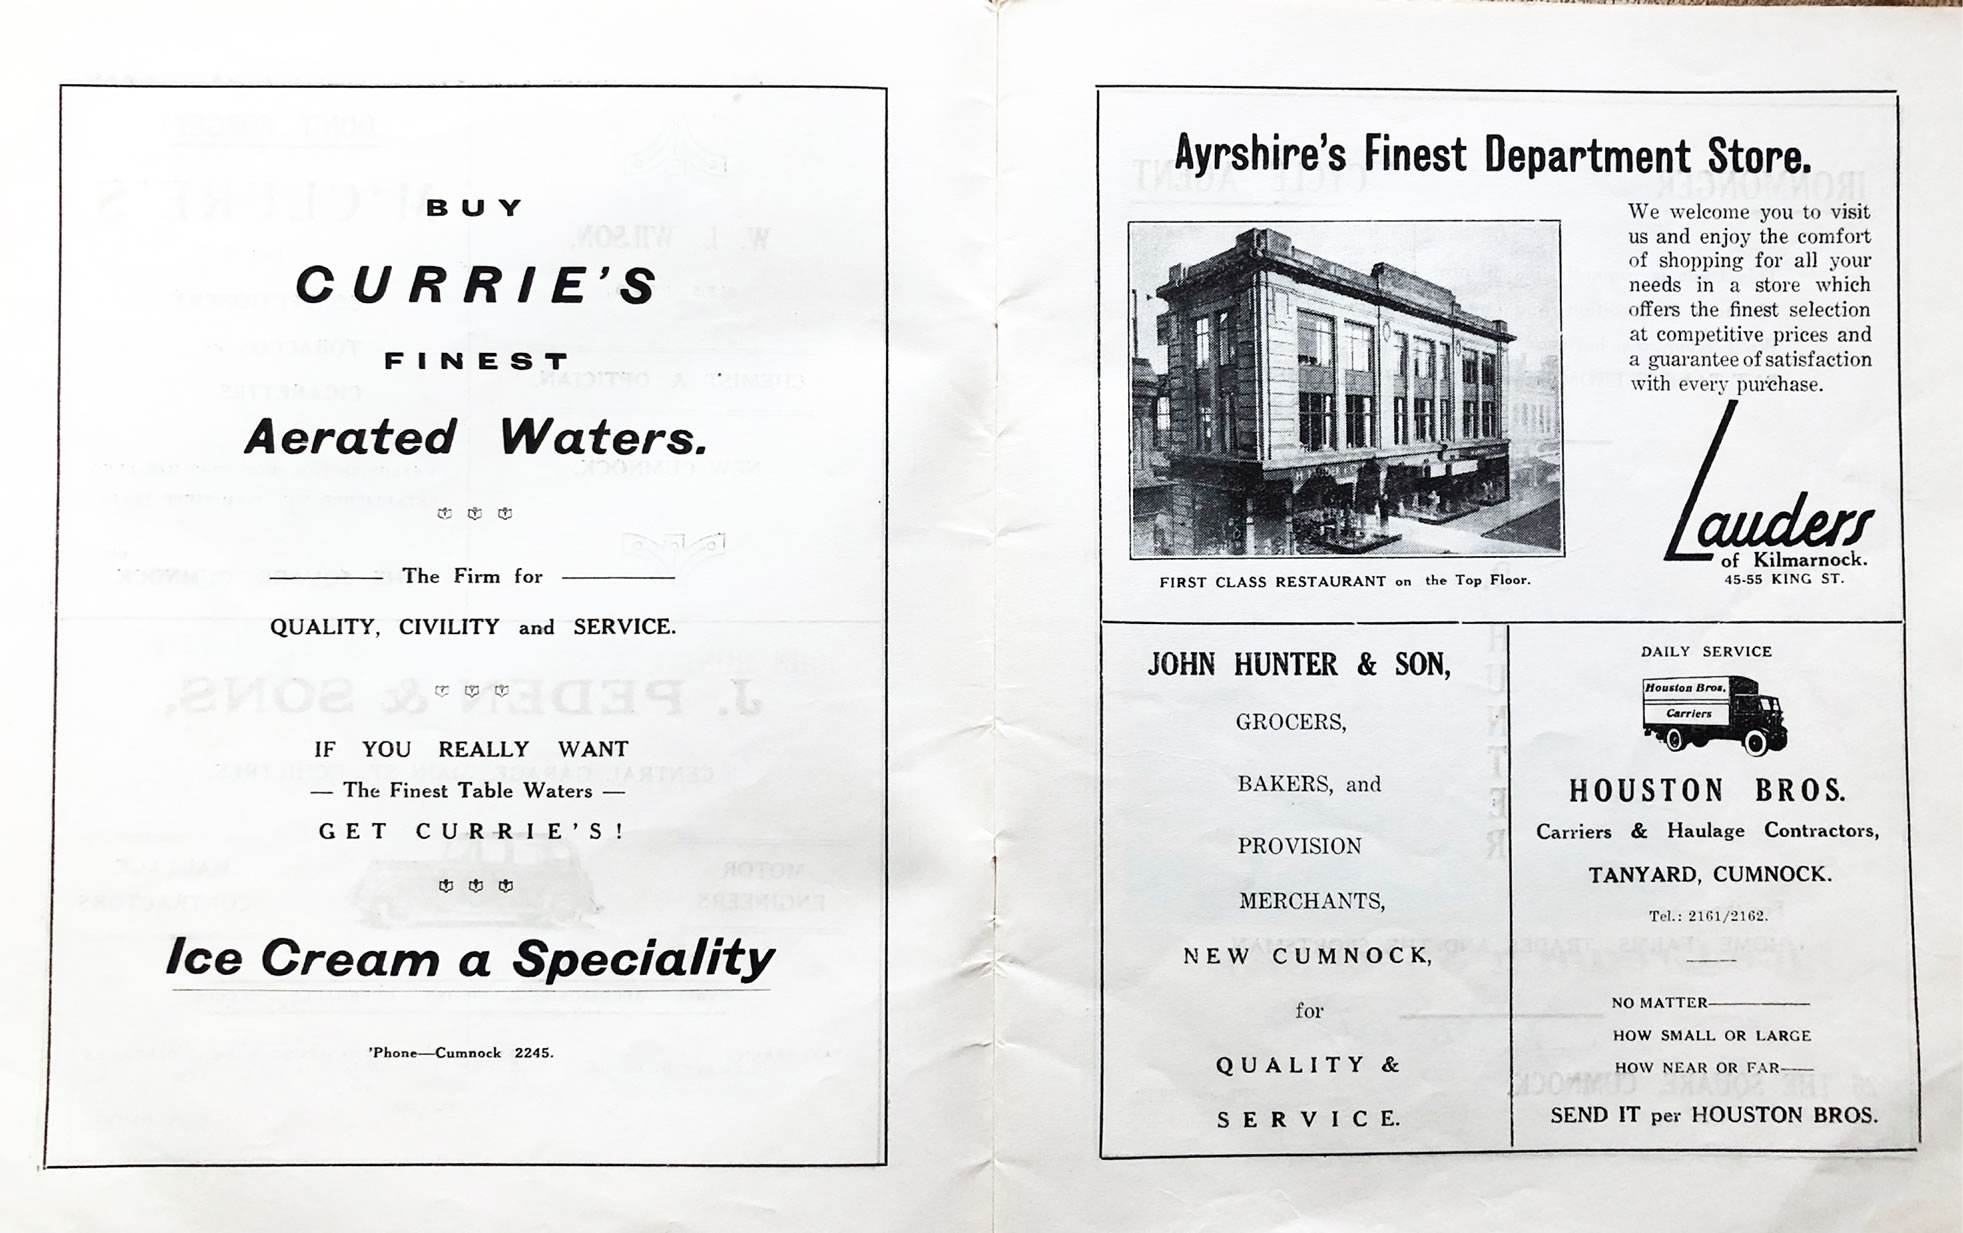 BUY
CURRIE'S
FINEST
Aerated Waters.
The Firm for
QUALITY, CIVILITY and SERVICE.
IF YOU REALLY WANT
— The Finest Table Waters —
GET CURRIE'S!
Ice Cream a Speciality
'Phone—Cumnock 2245.
Ayrshire's Finest Department Store.
We welcome you to visit
us and enjoy the comfort
of shopping for all your
needs in a store which
offers the finest selection
at competitive prices and
a guarantee of satisfaction
with every purchase.
Lauders
of Kilmarnock.
45-55 KING ST.
FIRST CLASS RESTAURANT on the Top Floor.
JOHN HUNTER & SON,
GROCERS,
BAKERS, and
PROVISION
MERCHANTS,
NEW CUMNOCK,
for
QUALITY &
SERVICE.
DAILY SERVICE
Houston Bros.
Carriers
HOUSTON BROS.
Carriers & Haulage Contractors,
TANYARD, CUMNOCK.
Tel.: 2161/2162.
NO MATTER—
HOW SMALL OR LARGE
HOW NEAR OR FAR—
SEND IT per HOUSTON BROS.